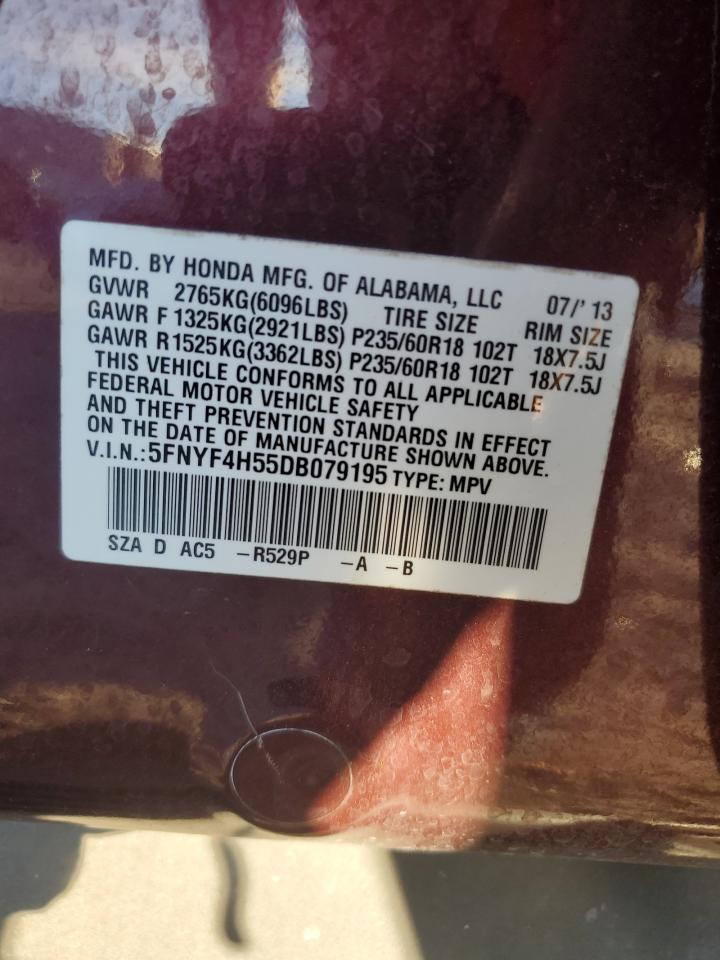 MFD. BY HONDA MFG. OF ALABAMA, LLC 07/' 13
GVWR 2765KG(6096LBS) TIRE SIZE RIM SIZE
GAWR F 1325KG(2921LBS) P235/60R18 102T 18X7.5J
GAWR R1525KG(3362LBS) P235/60R18 102T 18X7.5J
THIS VEHICLE CONFORMS TO ALL APPLICABLE
FEDERAL MOTOR VEHICLE SAFETY
AND THEFT PREVENTION STANDARDS IN EFFECT
ON THE DATE OF MANUFACTURE SHOWN ABOVE.
V.I.N.:5FNYF4H55DB079195 TYPE: MPV
SZA D AC5 -R529P -A -B